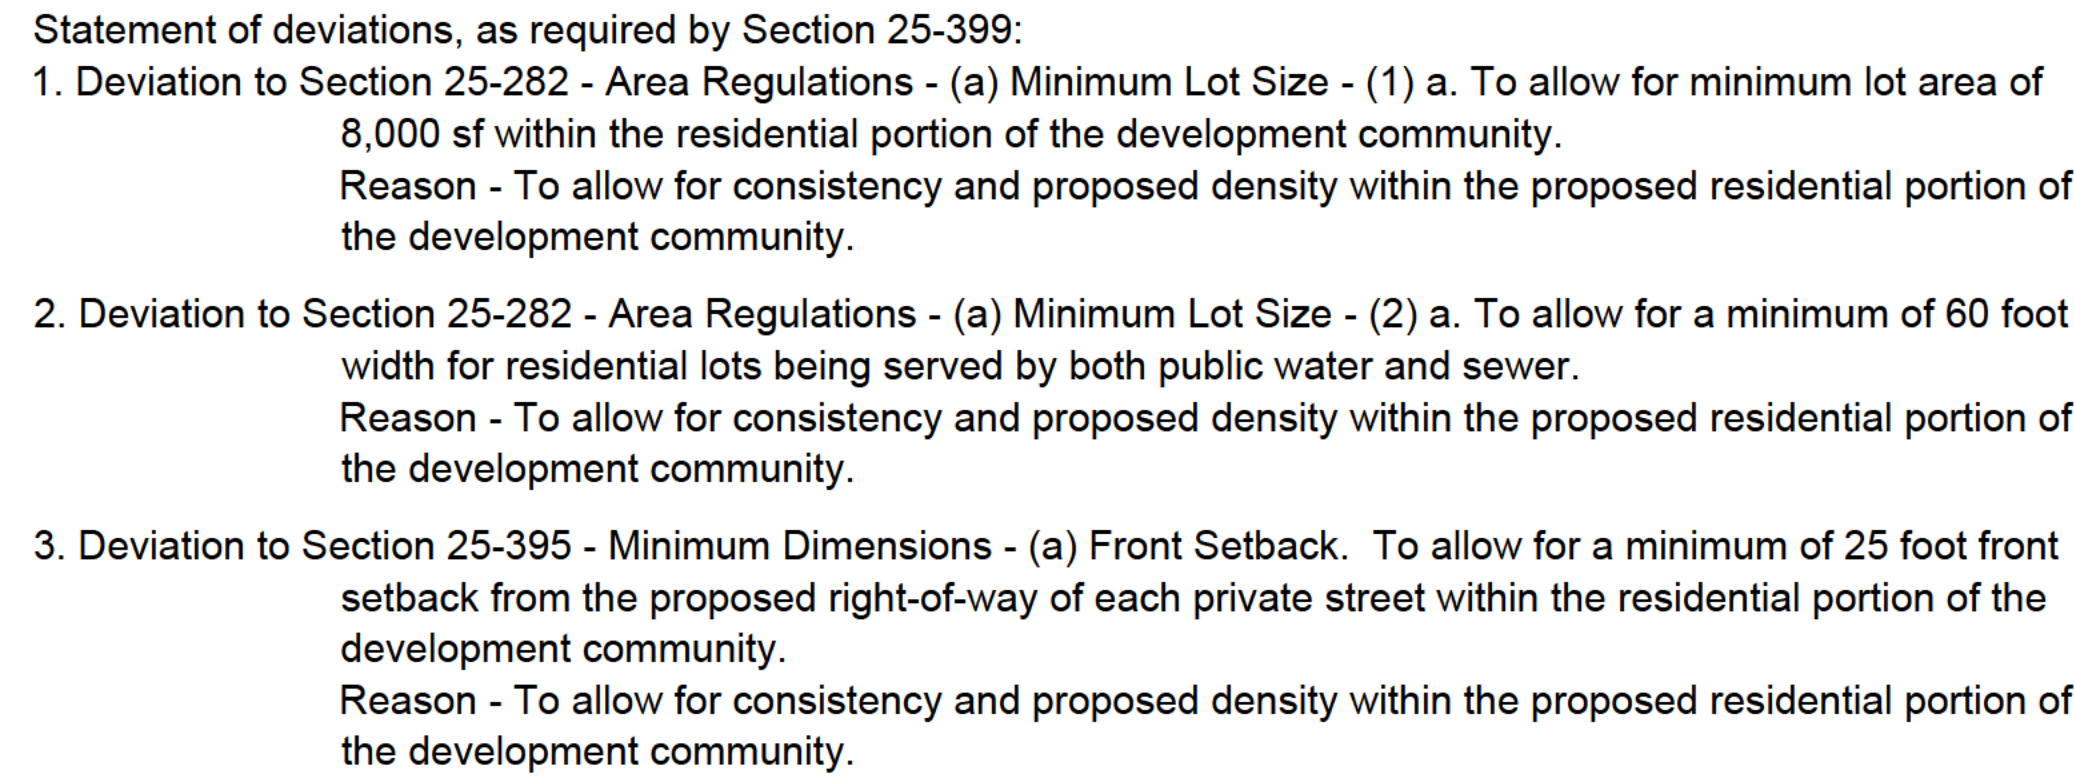 Statement of deviations, as required by Section 25-399:
1. Deviation to Section 25-282 - Area Regulations - (a) Minimum Lot Size - (1) a. To allow for minimum lot area of
8,000 sf within the residential portion of the development community.
Reason - To allow for consistency and proposed density within the proposed residential portion of
the development community.
2. Deviation to Section 25-282 - Area Regulations - (a) Minimum Lot Size - (2) a. To allow for a minimum of 60 foot
width for residential lots being served by both public water and sewer.
Reason - To allow for consistency and proposed density within the proposed residential portion of
the development community.
3. Deviation to Section 25-395 - Minimum Dimensions - (a) Front Setback.  To allow for a minimum of 25 foot front
setback from the proposed right-of-way of each private street within the residential portion of the
development community.
Reason - To allow for consistency and proposed density within the proposed residential portion of
the development community.